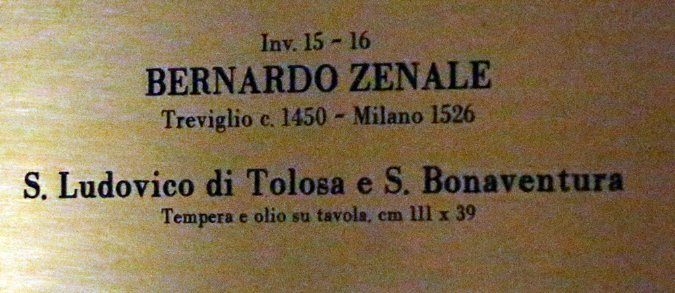 Inv. 15 - 16
BERNARDO ZENALE
Treviglio c. 1450 - Milano 1526
S. Ludovico di Tolosa e S. Bonaventura
Tempera e olio su tavola, cm 111 x 39